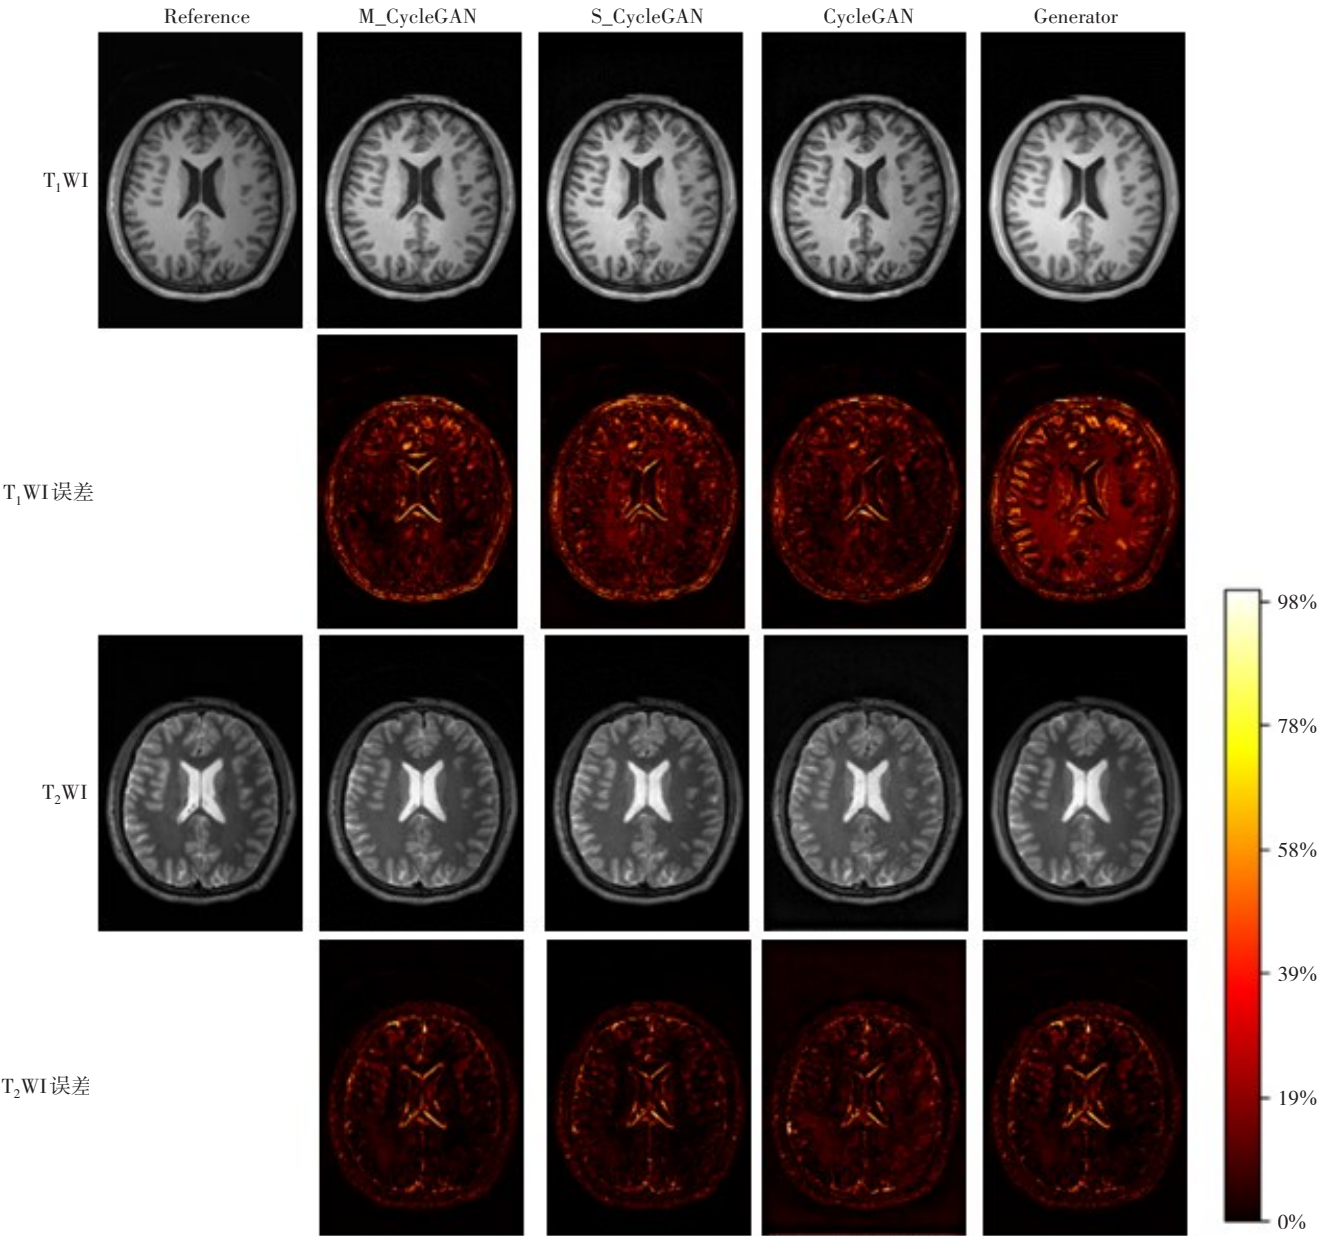 Reference M_CycleGAN S_CycleGAN CycleGAN Generator
T₁WI
T₁WI误差
98%
78%
T₂WI
58%
39%
T₂WI误差
19%
0%